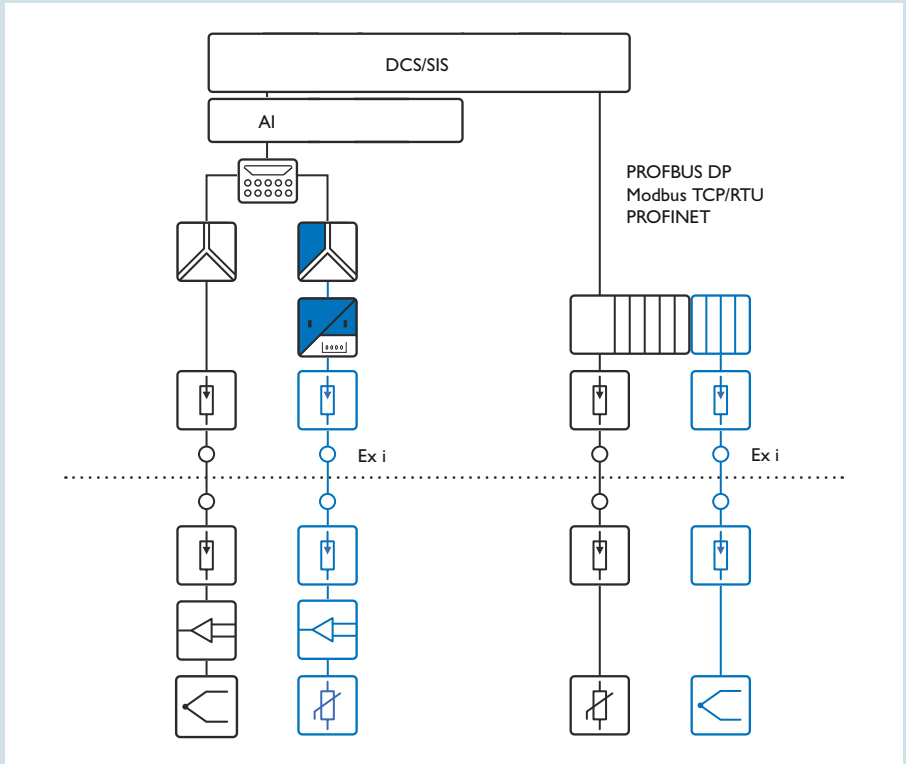 DCS/SIS
AI
PROFBUS DP
Modbus TCP/RTU
PROFINET
Ex i
Ex i